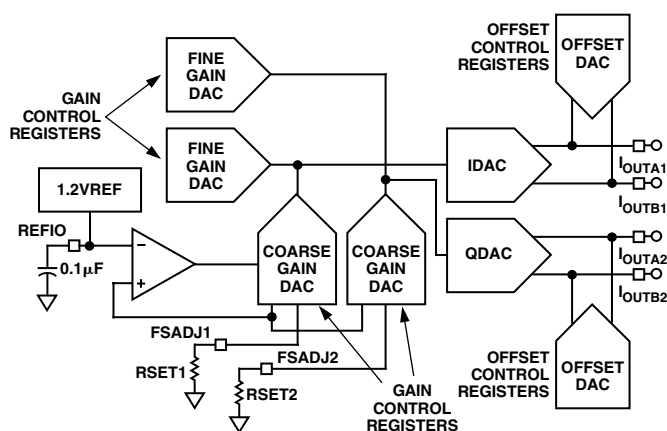 OFFSET
CONTROL
REGISTERS
OFFSET
DAC
FINE
GAIN
DAC
GAIN
CONTROL
REGISTERS
FINE
GAIN
DAC
IDAC
IOUTA1
IOUTB1
1.2VREF
REFIO
0.1µF
−
+
COARSE
GAIN
DAC
COARSE
GAIN
DAC
QDAC
IOUTA2
IOUTB2
FSADJ1
RSET1
FSADJ2
RSET2
GAIN
CONTROL
REGISTERS
OFFSET
CONTROL
REGISTERS
OFFSET
DAC